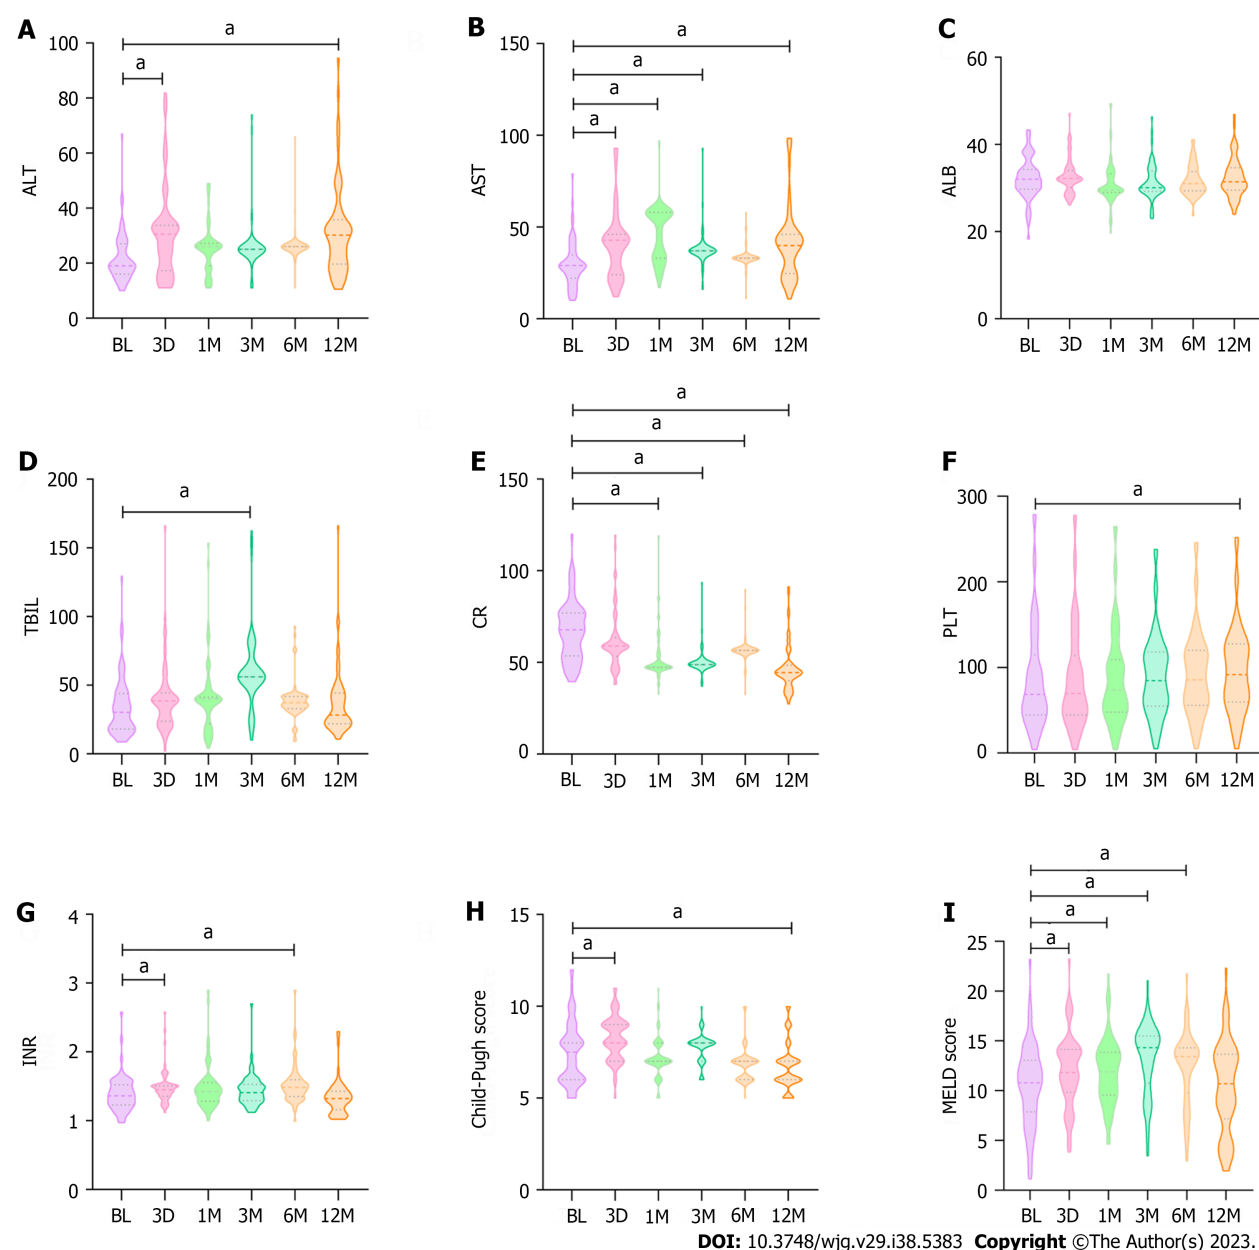 A
a
a
100
80
60
40
20
0
ALT
BL 3D 1M 3M 6M 12M
B
a
a
a
a
150
100
50
0
AST
BL 3D 1M 3M 6M 12M
C
60
40
20
0
ALB
BL 3D 1M 3M 6M 12M
D
a
200
150
100
50
0
TBIL
BL 3D 1M 3M 6M 12M
E
a
a
a
a
150
100
50
0
CR
BL 3D 1M 3M 6M 12M
F
a
300
200
100
0
PLT
BL 3D 1M 3M 6M 12M
G
a
a
4
3
2
1
0
INR
BL 3D 1M 3M 6M 12M
H
a
a
15
10
5
0
Child-Pugh score
BL 3D 1M 3M 6M 12M
I
a
a
a
a
25
20
15
10
5
0
MELD score
BL 3D 1M 3M 6M 12M
DOI: 10.3748/wjg.v29.i38.5383 Copyright ©The Author(s) 2023.